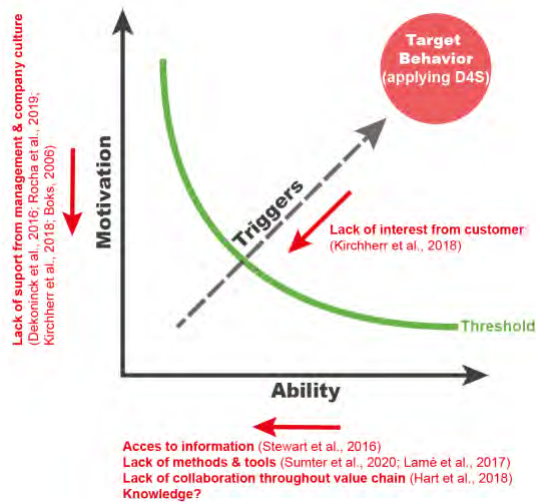 Target
Behavior
(applying D4S)
Lack of suport from management & company culture
(Dekoninck et al., 2016; Rocha et al., 2019;
Kirchherr et al., 2018; Boks, 2006)
Motivation
Triggers
Lack of interest from customer
(Kirchherr et al., 2018)
Threshold
Ability
Acces to information (Stewart et al., 2016)
Lack of methods & tools (Sumter et al., 2020; Lamé et al., 2017)
Lack of collaboration throughout value chain (Hart et al., 2018)
Knowledge?